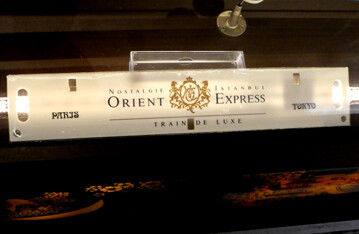 NOSTALGIE ISTANBUL
ORIENT EXPRESS
PARIS TOKYO
TRAIN DE LUXE